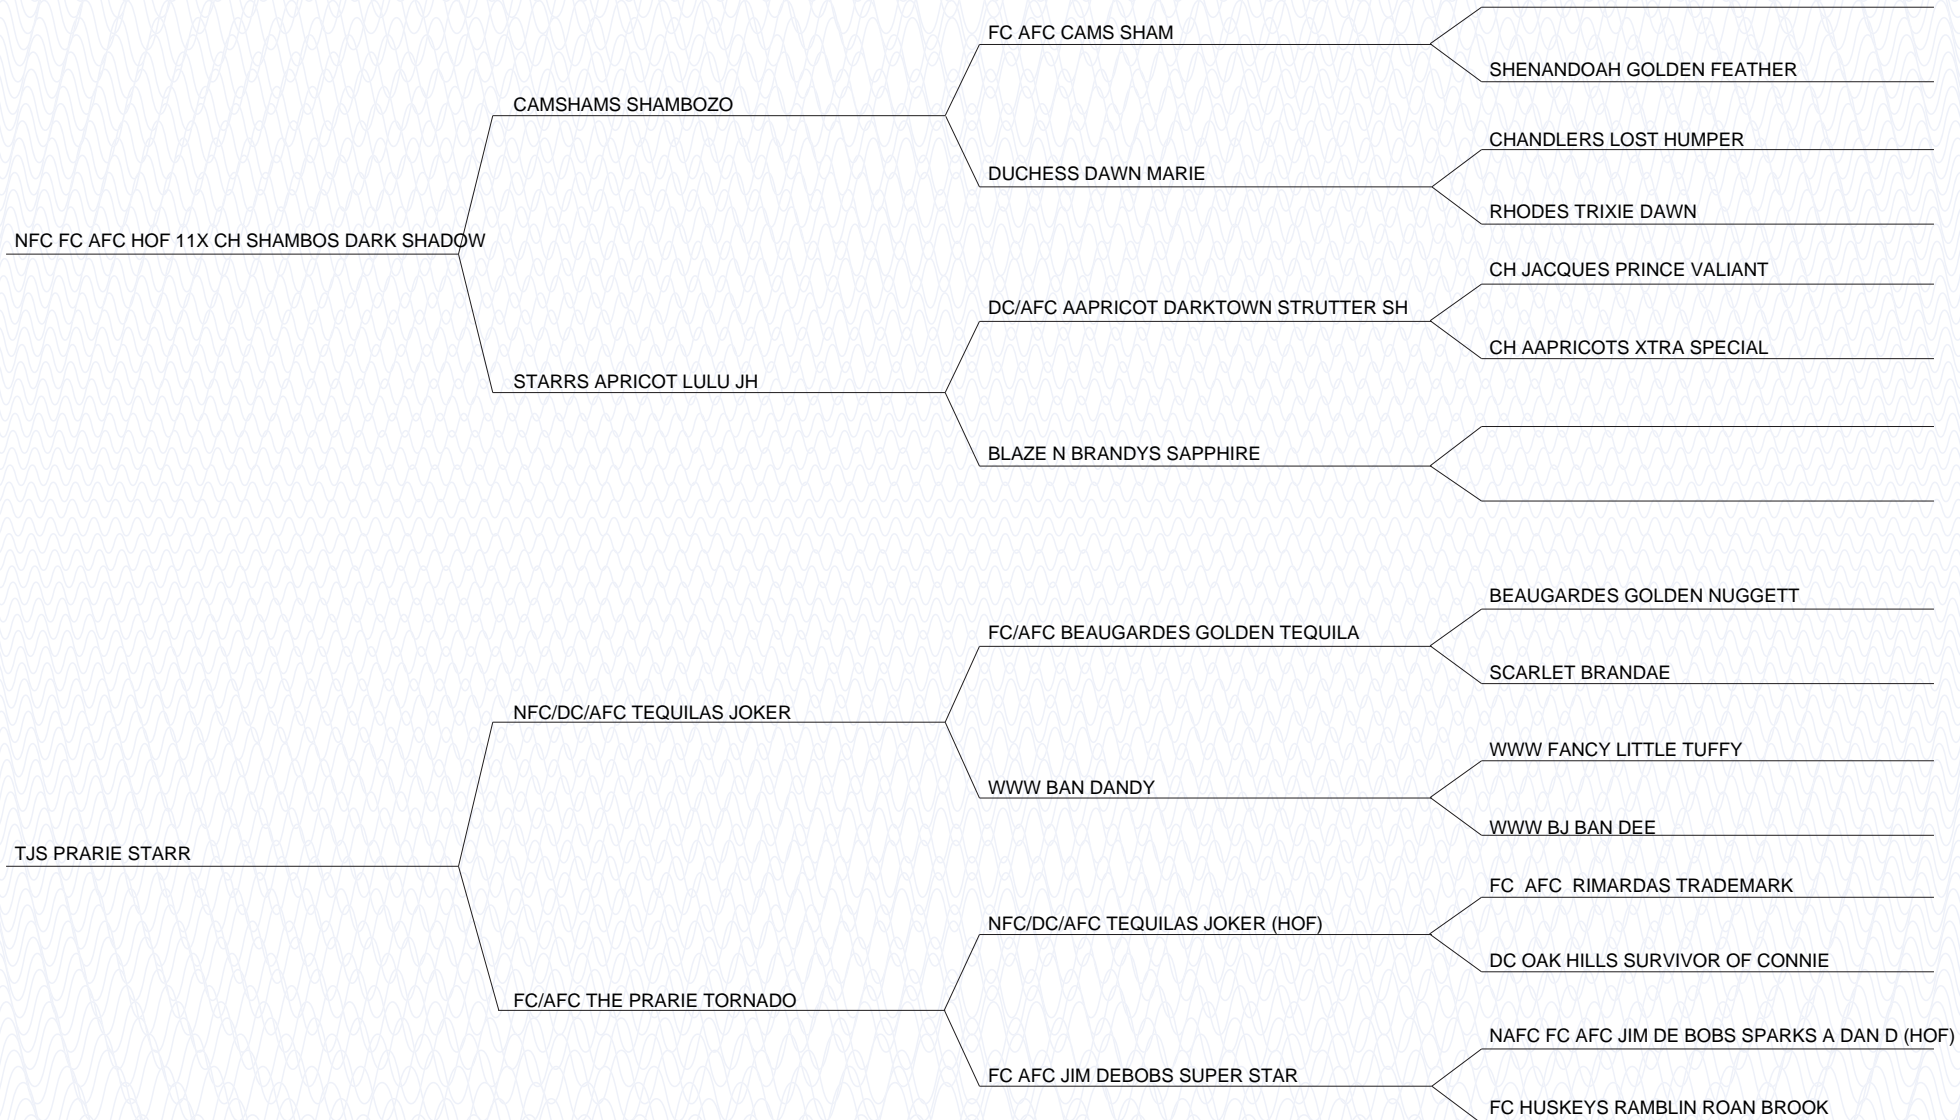 FC AFC CAMS SHAM
SHENANDOAH GOLDEN FEATHER
CAMSHAMS SHAMBOZO
CHANDLERS LOST HUMPER
DUCHESS DAWN MARIE
RHODES TRIXIE DAWN
NFC FC AFC HOF 11X CH SHAMBOS DARK SHADOW
CH JACQUES PRINCE VALIANT
DC/AFC AAPRICOT DARKTOWN STRUTTER SH
CH AAPRICOTS XTRA SPECIAL
STARRS APRICOT LULU JH
BLAZE N BRANDYS SAPPHIRE
BEAUGARDES GOLDEN NUGGETT
FC/AFC BEAUGARDES GOLDEN TEQUILA
SCARLET BRANDAE
NFC/DC/AFC TEQUILAS JOKER
WWW FANCY LITTLE TUFFY
WWW BAN DANDY
WWW BJ BAN DEE
TJS PRARIE STARR
FC  AFC  RIMARDAS TRADEMARK
NFC/DC/AFC TEQUILAS JOKER (HOF)
DC OAK HILLS SURVIVOR OF CONNIE
FC/AFC THE PRARIE TORNADO
NAFC FC AFC JIM DE BOBS SPARKS A DAN D (HOF)
FC AFC JIM DEBOBS SUPER STAR
FC HUSKEYS RAMBLIN ROAN BROOK